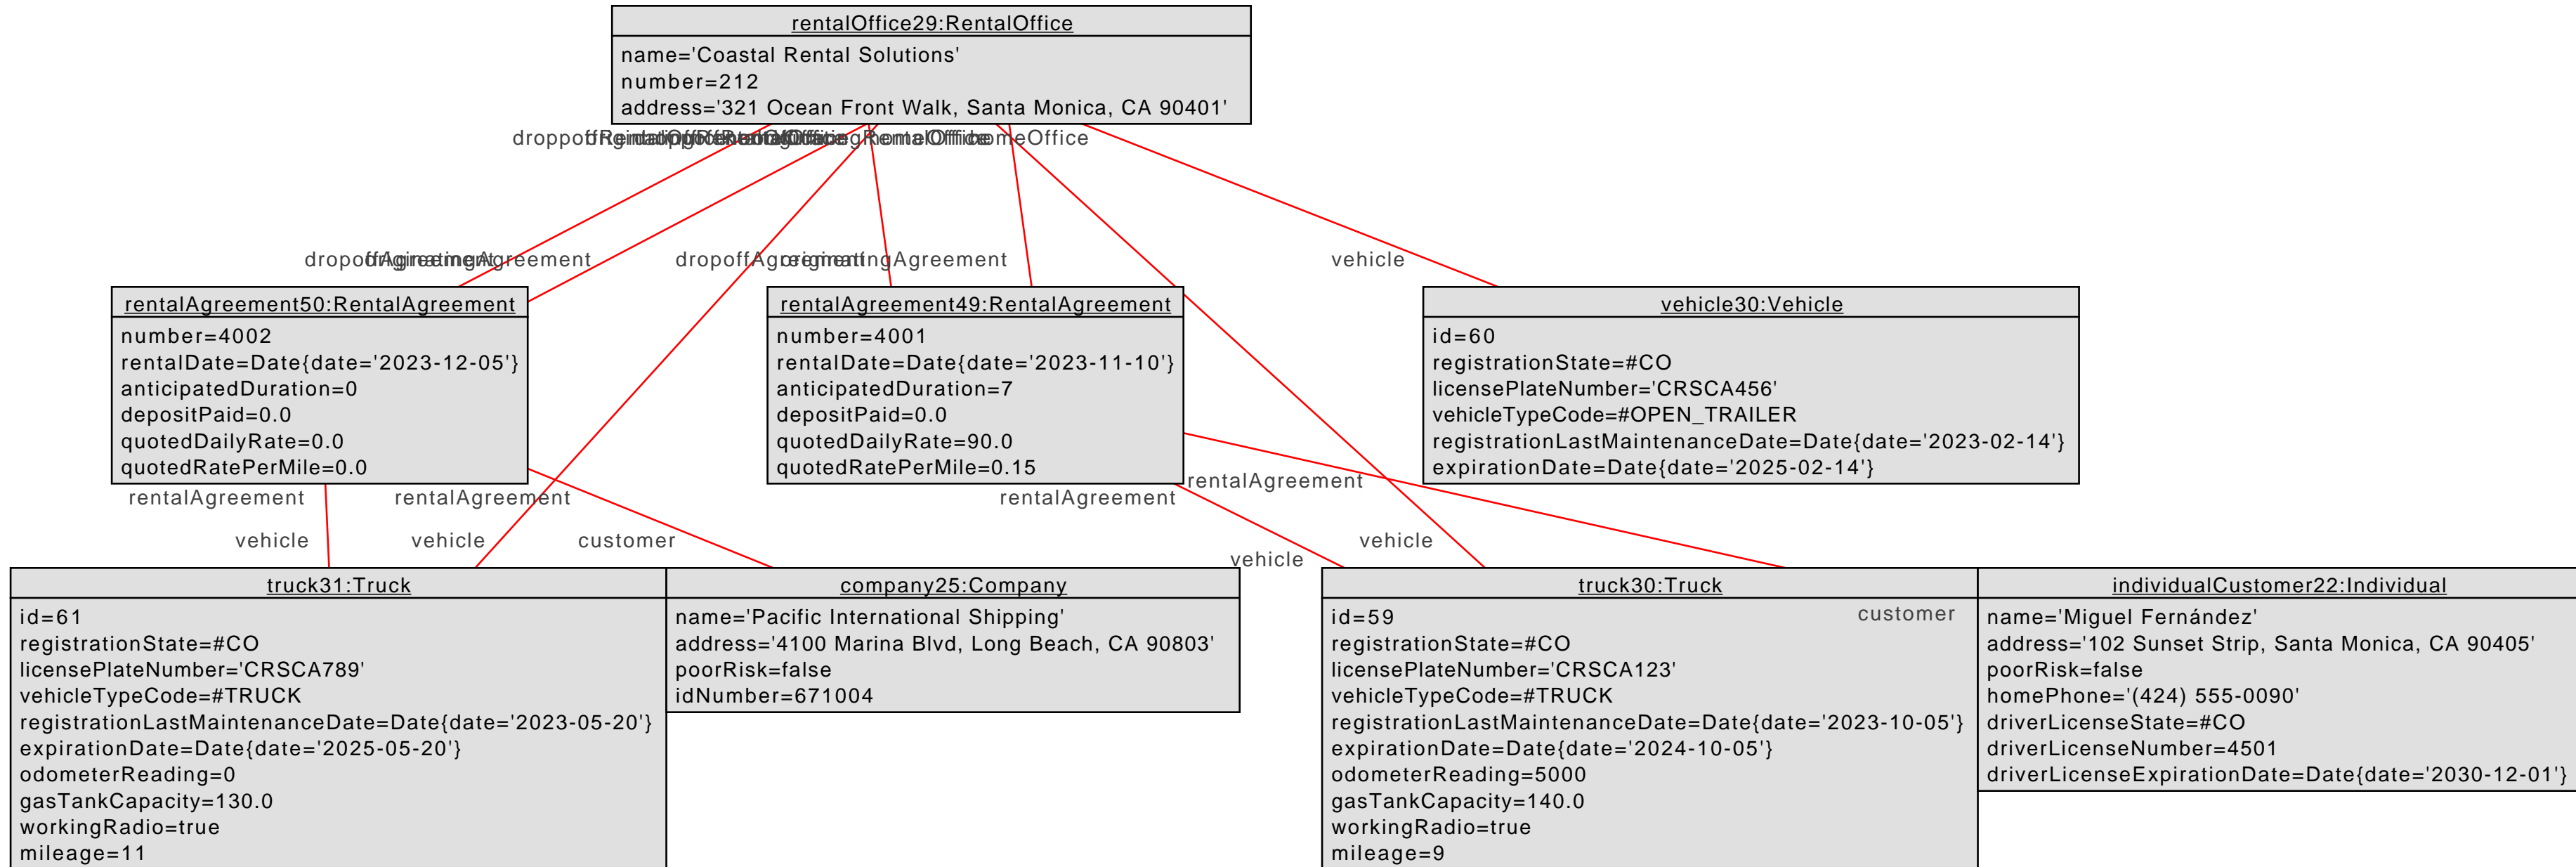 rentalOffice29:RentalOffice
name='Coastal Rental Solutions'
number=212
address='321 Ocean Front Walk, Santa Monica, CA 90401'
vehicle
rentalAgreement50:RentalAgreement
number=4002
rentalDate=Date{date='2023-12-05'}
anticipatedDuration=0
depositPaid=0.0
quotedDailyRate=0.0
quotedRatePerMile=0.0
rentalAgreement49:RentalAgreement
number=4001
rentalDate=Date{date='2023-11-10'}
anticipatedDuration=7
depositPaid=0.0
quotedDailyRate=90.0
quotedRatePerMile=0.15
vehicle30:Vehicle
id=60
registrationState=#CO
licensePlateNumber='CRSCA456'
vehicleTypeCode=#OPEN_TRAILER
registrationLastMaintenanceDate=Date{date='2023-02-14'}
expirationDate=Date{date='2025-02-14'}
rentalAgreement
rentalAgreement
rentalAgreement
rentalAgreement
vehicle
vehicle
customer
vehicle
vehicle
truck31:Truck
id=61
registrationState=#CO
licensePlateNumber='CRSCA789'
vehicleTypeCode=#TRUCK
registrationLastMaintenanceDate=Date{date='2023-05-20'}
expirationDate=Date{date='2025-05-20'}
odometerReading=0
gasTankCapacity=130.0
workingRadio=true
mileage=11
company25:Company
name='Pacific International Shipping'
address='4100 Marina Blvd, Long Beach, CA 90803'
poorRisk=false
idNumber=671004
truck30:Truck
id=59
customer
registrationState=#CO
licensePlateNumber='CRSCA123'
vehicleTypeCode=#TRUCK
registrationLastMaintenanceDate=Date{date='2023-10-05'}
expirationDate=Date{date='2024-10-05'}
odometerReading=5000
gasTankCapacity=140.0
workingRadio=true
mileage=9
individualCustomer22:Individual
name='Miguel Fernández'
address='102 Sunset Strip, Santa Monica, CA 90405'
poorRisk=false
homePhone='(424) 555-0090'
driverLicenseState=#CO
driverLicenseNumber=4501
driverLicenseExpirationDate=Date{date='2030-12-01'}